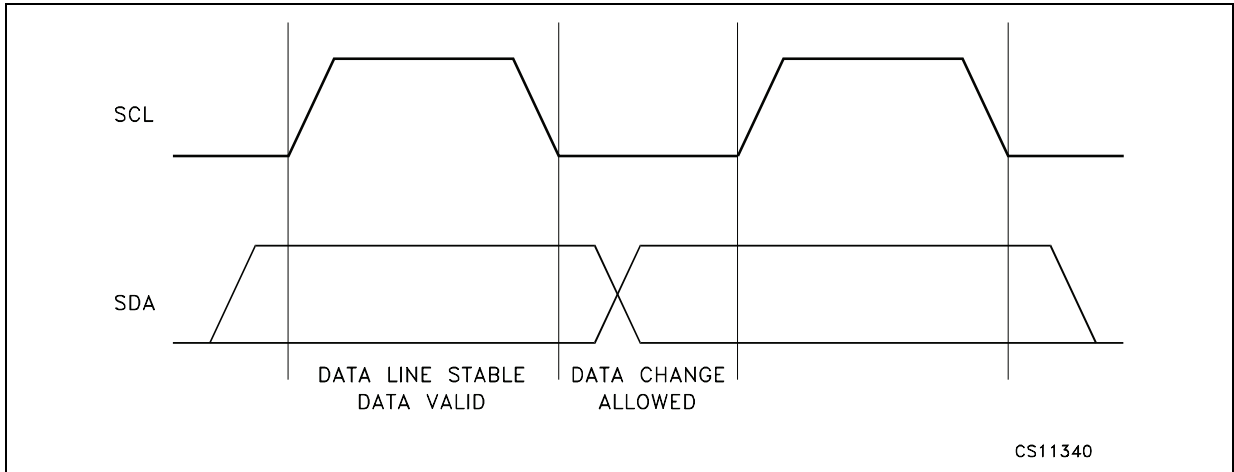 SCL
SDA
DATA LINE STABLE
DATA VALID
DATA CHANGE
ALLOWED
CS11340